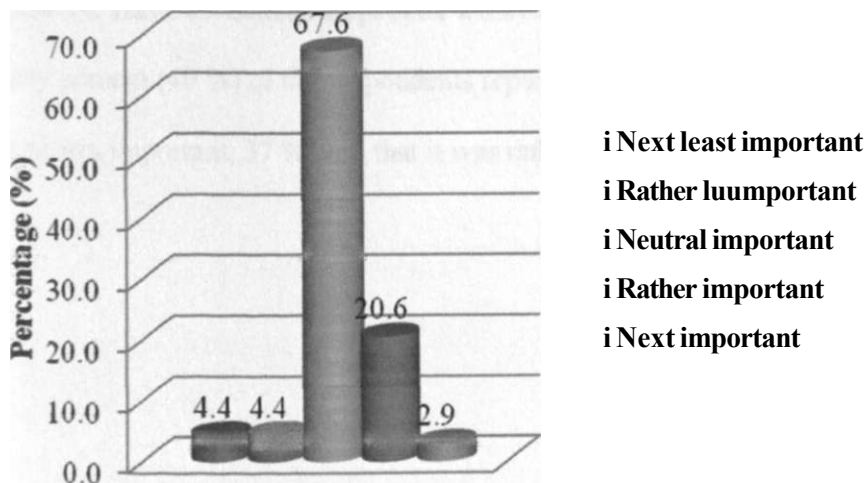 67.6
70.0
60.0
50.0
40.0
30.0
20.0
10.0
0.0
Percentage (%)
4.4
4.4
20.6
2.9
i Next least important
i Rather luumportant
i Neutral important
i Rather important
i Next important